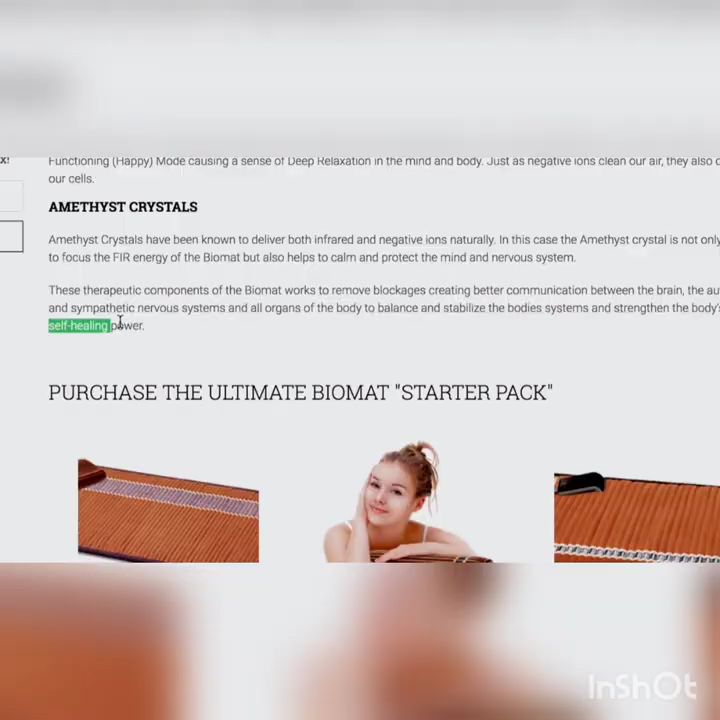 x!
Functioning (Happy) Mode causing a sense of Deep Relaxation in the mind and body. Just as negative ions clean our air, they also
our cells.
AMETHYST CRYSTALS
Amethyst Crystals have been known to deliver both infrared and negative ions naturally. In this case the Amethyst crystal is not only
to focus the FIR energy of the Biomat but also helps to calm and protect the mind and nervous system.
These therapeutic components of the Biomat works to remove blockages creating better communication between the brain, the
and sympathetic nervous systems and all organs of the body to balance and stabilize the bodies systems and strengthen the body's
self-healing power.
PURCHASE THE ULTIMATE BIOMAT "STARTER PACK"
InShOt